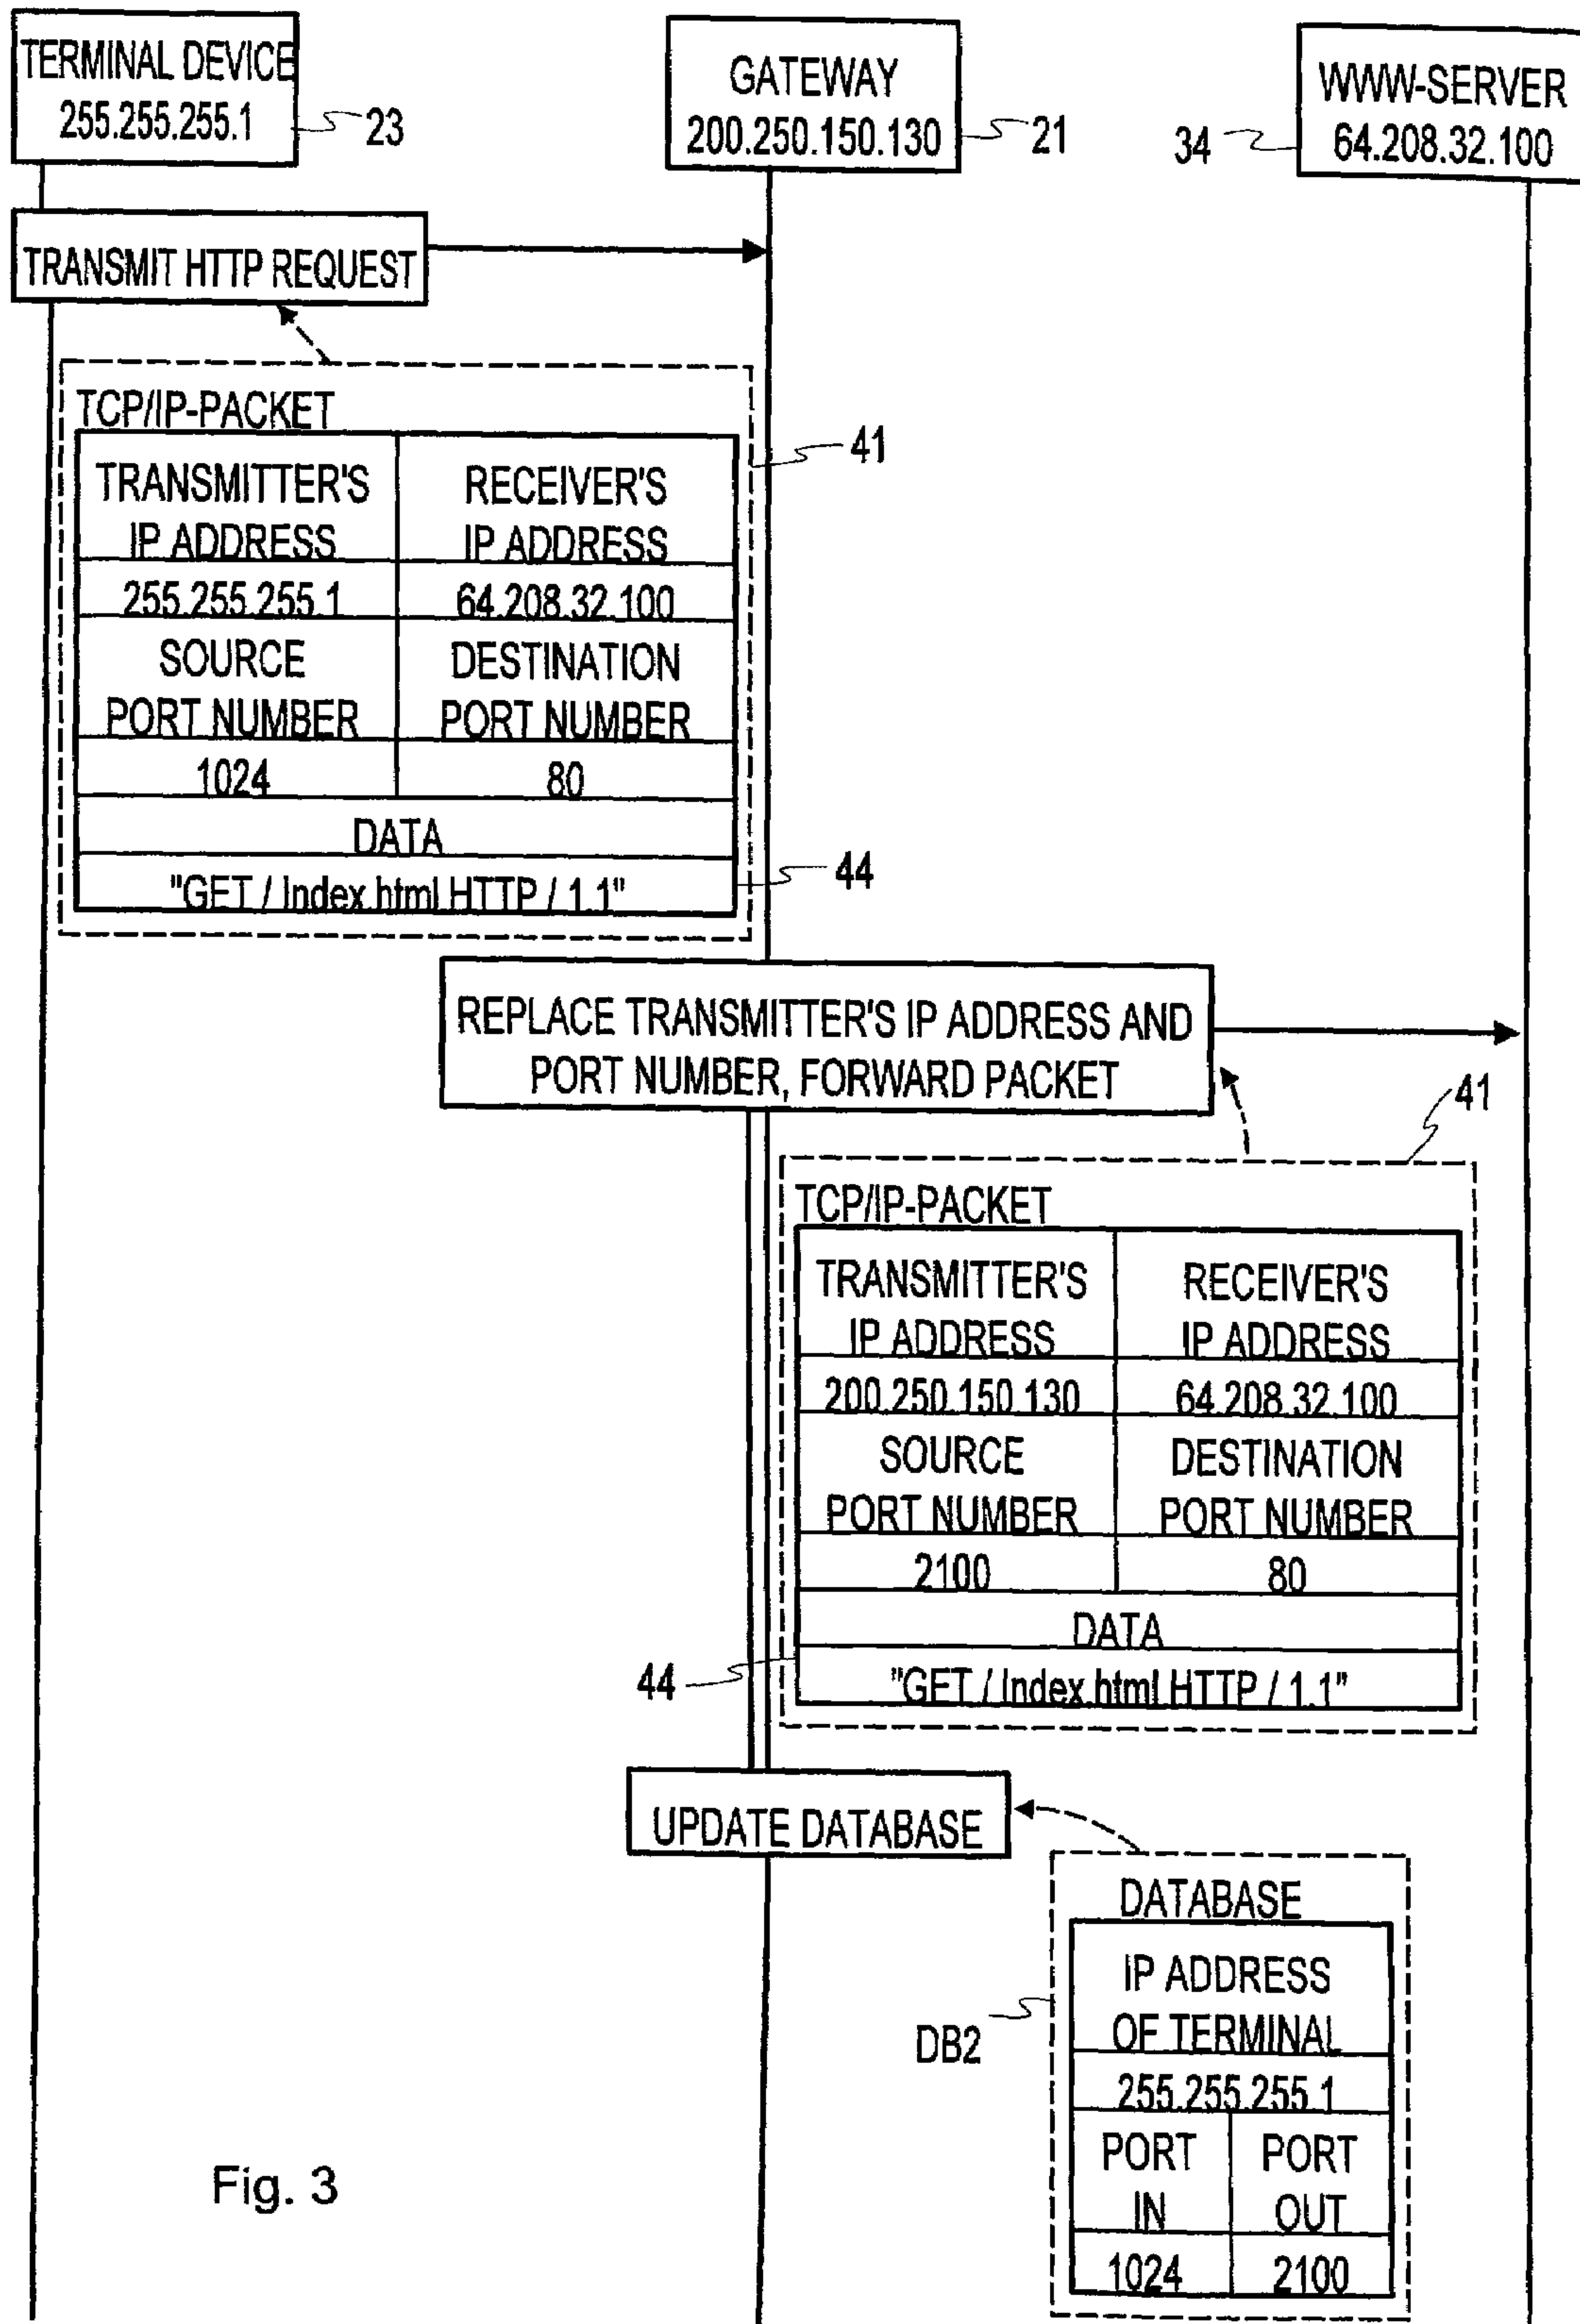 TERMINAL DEVICE
255.255.255.1
23
GATEWAY
200.250.150.130
21
34
WWW-SERVER
64.208.32.100
TRANSMIT HTTP REQUEST
TCP/IP-PACKET
41
TRANSMITTER'S
IP ADDRESS
RECEIVER'S
IP ADDRESS
255.255.255.1
64.208.32.100
SOURCE
PORT NUMBER
DESTINATION
PORT NUMBER
1024
80
DATA
"GET / Index.html HTTP / 1.1"
44
REPLACE TRANSMITTER'S IP ADDRESS AND
PORT NUMBER, FORWARD PACKET
41
TCP/IP-PACKET
TRANSMITTER'S
IP ADDRESS
RECEIVER'S
IP ADDRESS
200.250.150.130
64.208.32.100
SOURCE
PORT NUMBER
DESTINATION
PORT NUMBER
2100
80
DATA
44
"GET / Index.html HTTP / 1.1"
UPDATE DATABASE
DATABASE
IP ADDRESS
OF TERMINAL
DB2
255.255.255.1
PORT
IN
PORT
OUT
1024
2100
Fig. 3